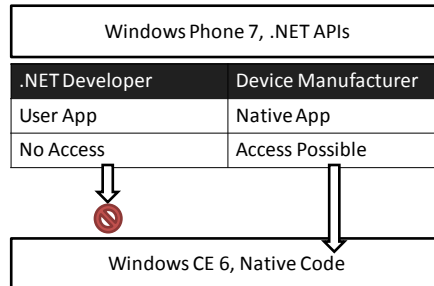 Windows Phone 7, .NET APIs
.NET Developer Device Manufacturer
User App Native App
No Access Access Possible
Windows CE 6, Native Code